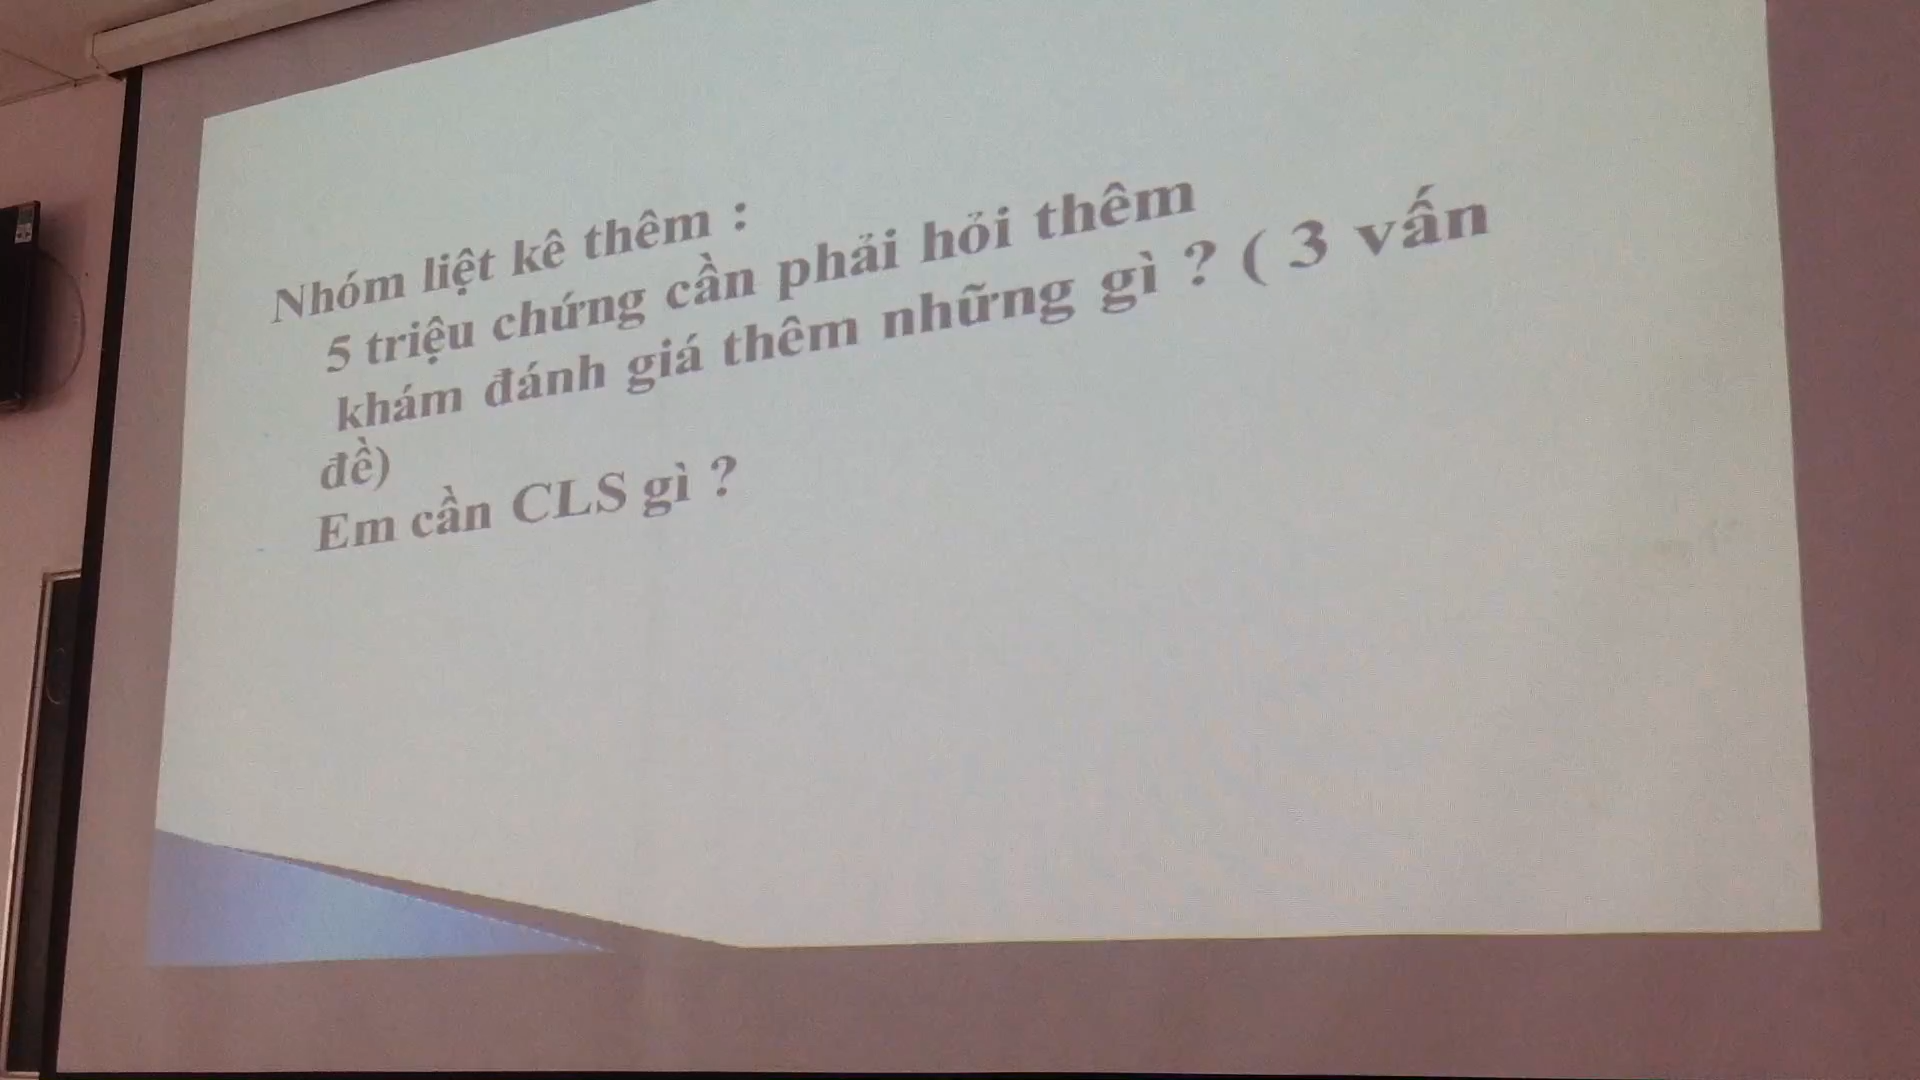 Nhóm liệt kê thêm :
5 triệu chứng cần phải hỏi thêm
khám đánh giá thêm những gì ? ( 3 vấn
đề)
Em cần CLS gì ?